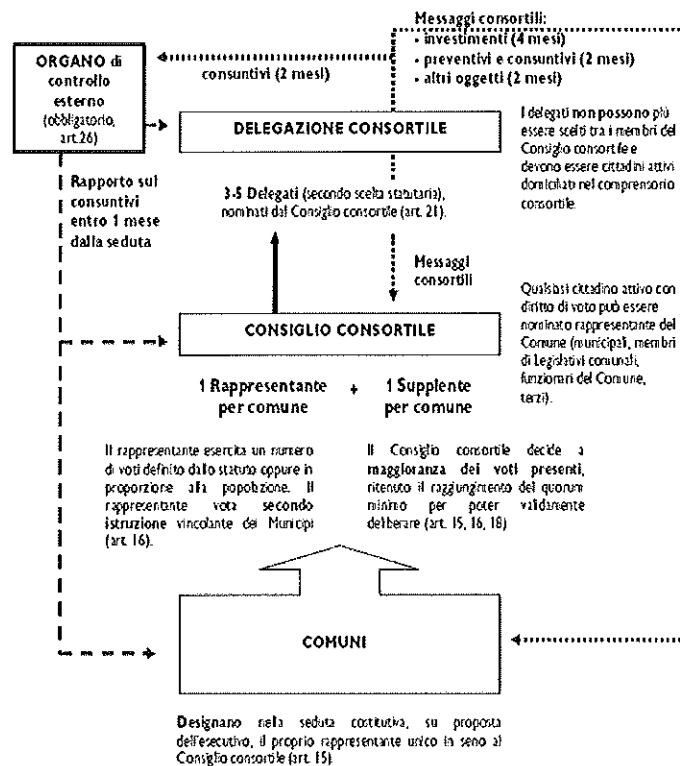 Messaggi consortili:
• investimenti (4 mesi)
• preventivi e consuntivi (2 mesi)
• altri oggetti (2 mesi)
ORGANO di
controllo
esterno
(obbligatorio,
art.26)
consuntivi (2 mesi)
DELEGAZIONE CONSORTILE
I delegati non possono più
essere scelti tra i membri del
Consiglio consortile e
devono essere cittadini attivi
domiciliati nel comprensorio
consortile.
Rapporto sui
consuntivi
entro 1 mese
dalla seduta
3-5 Delegati (secondo scelta statutaria),
nominati dal Consiglio consortile (art. 21).
Messaggi
consortili
CONSIGLIO CONSORTILE
Qualsiasi cittadino attivo con
diritto di voto può essere
nominato rappresentante del
Comune (municipali, membri
di Legislativi comunali,
funzionari del Comune,
terzi).
1 Rappresentante + 1 Supplente
per comune per comune
Il rappresentante esercita un numero
di voti definito dallo statuto oppure in
proporzione alla popolazione. Il
rappresentante vota secondo
istruzione vincolante dei Municipi
(art. 16).
Il Consiglio consortile decide a
maggioranza dei voti presenti,
ritenuto il raggiungimento del quorum
minimo per poter validamente
deliberare (art. 15, 16, 18)
COMUNI
Designano nella seduta costitutiva, su proposta
dell'esecutivo, il proprio rappresentante unico in seno al
Consiglio consortile (art. 15).